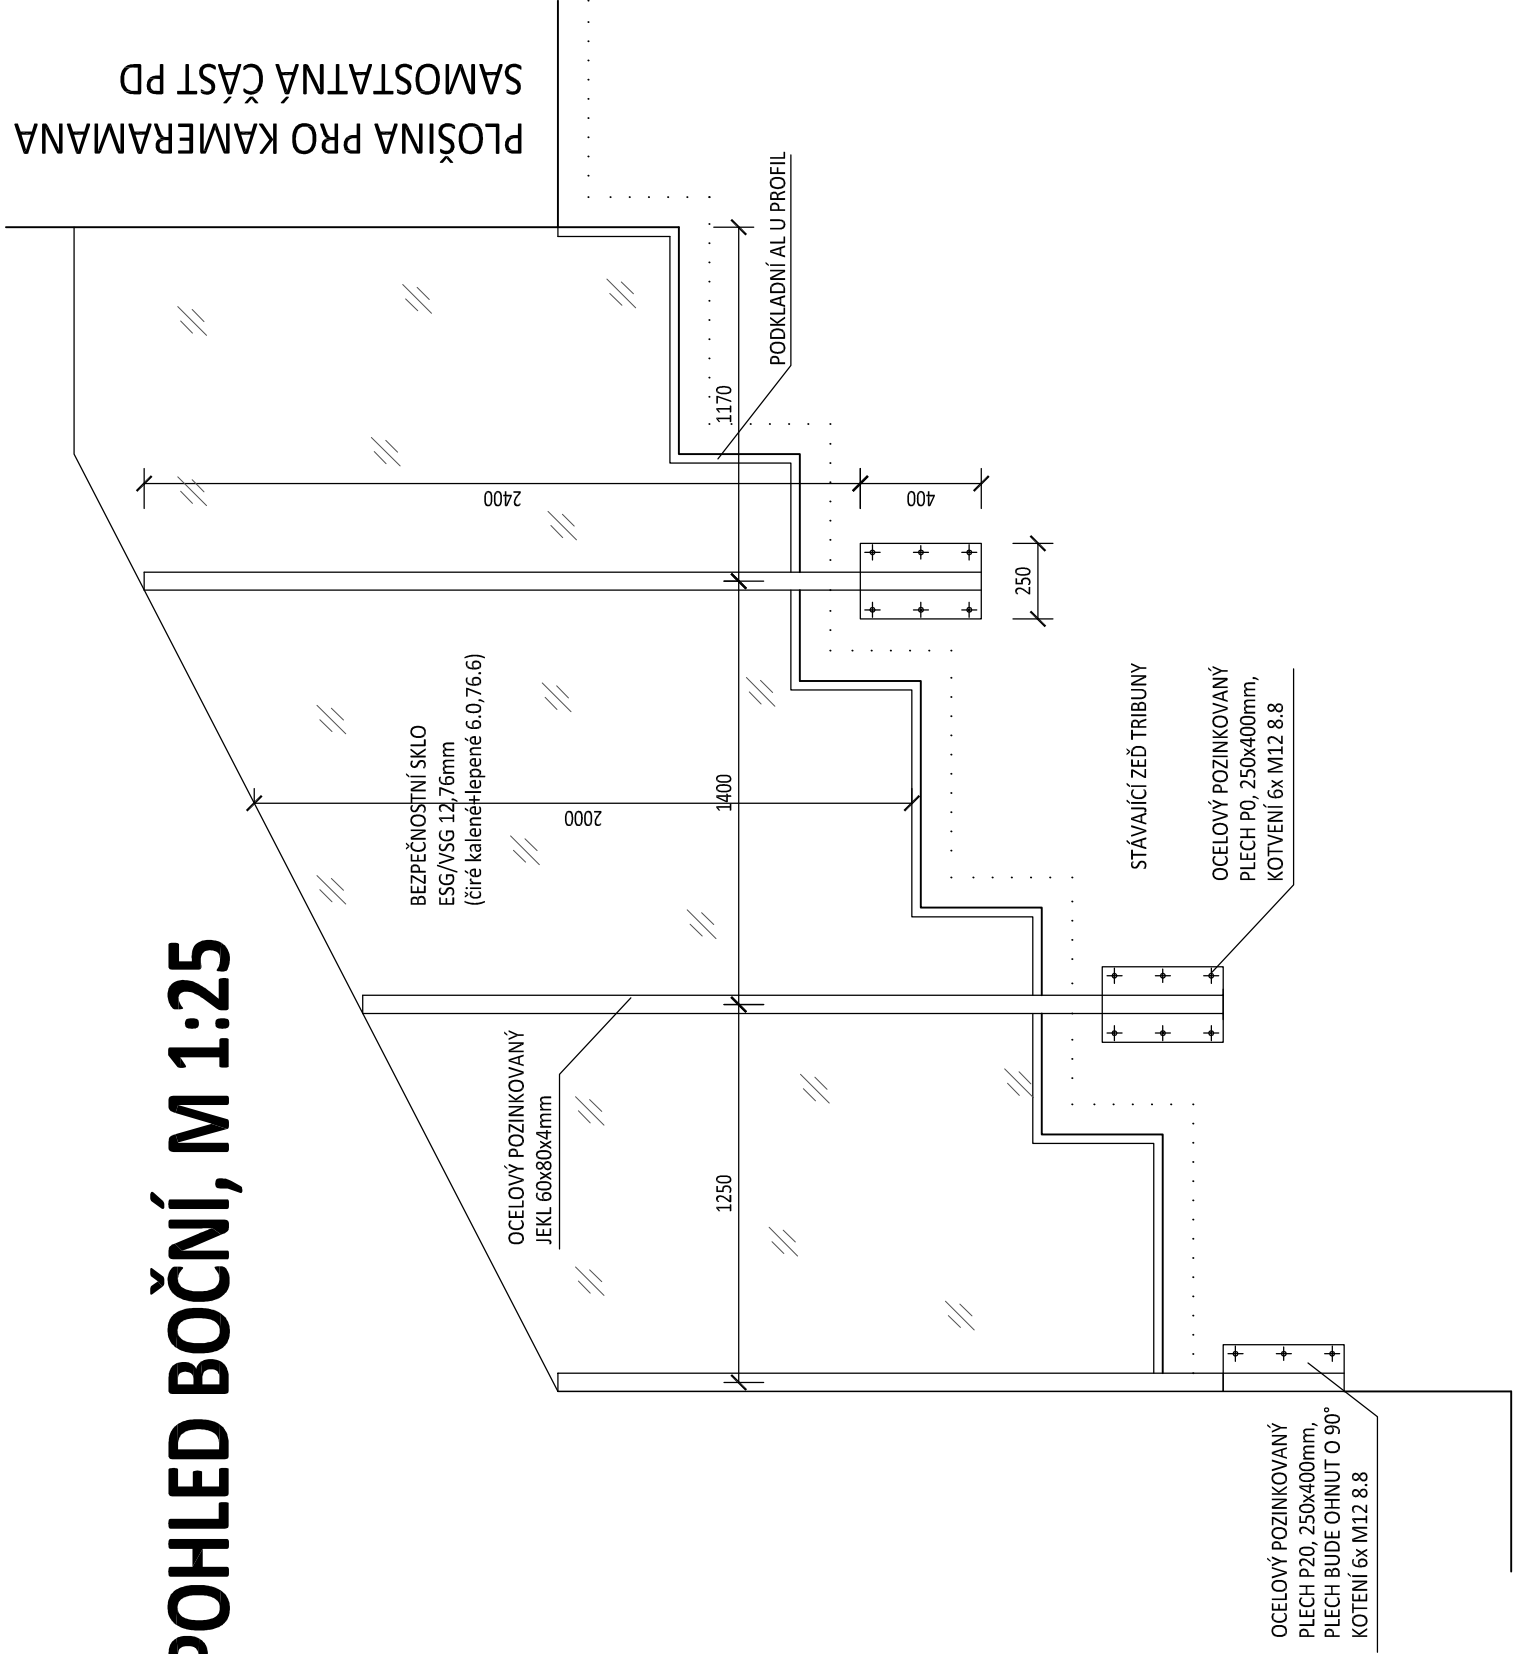 POHLED BOČNÍ, M 1:25
PLOŠINA PRO KAMERAMANA
SAMOSTATNÁ ČÁST PD
BEZPEČNOSTNÍ SKLO
ESG/VSG 12,76mm
(čiré kalené+lepené 6.0,76.6)
OCELOVÝ POZINKOVANÝ
JEKL 60x80x4mm
PODKLADNÍ AL U PROFIL
1250
1400
1170
2000
2400
400
250
STÁVAJÍCÍ ZEĎ TRIBUNY
OCELOVÝ POZINKOVANÝ
PLECH P0, 250x400mm,
KOTVENÍ 6x M12 8.8
OCELOVÝ POZINKOVANÝ
PLECH P20, 250x400mm,
PLECH BUDE OHNUT O 90°
KOTENÍ 6x M12 8.8